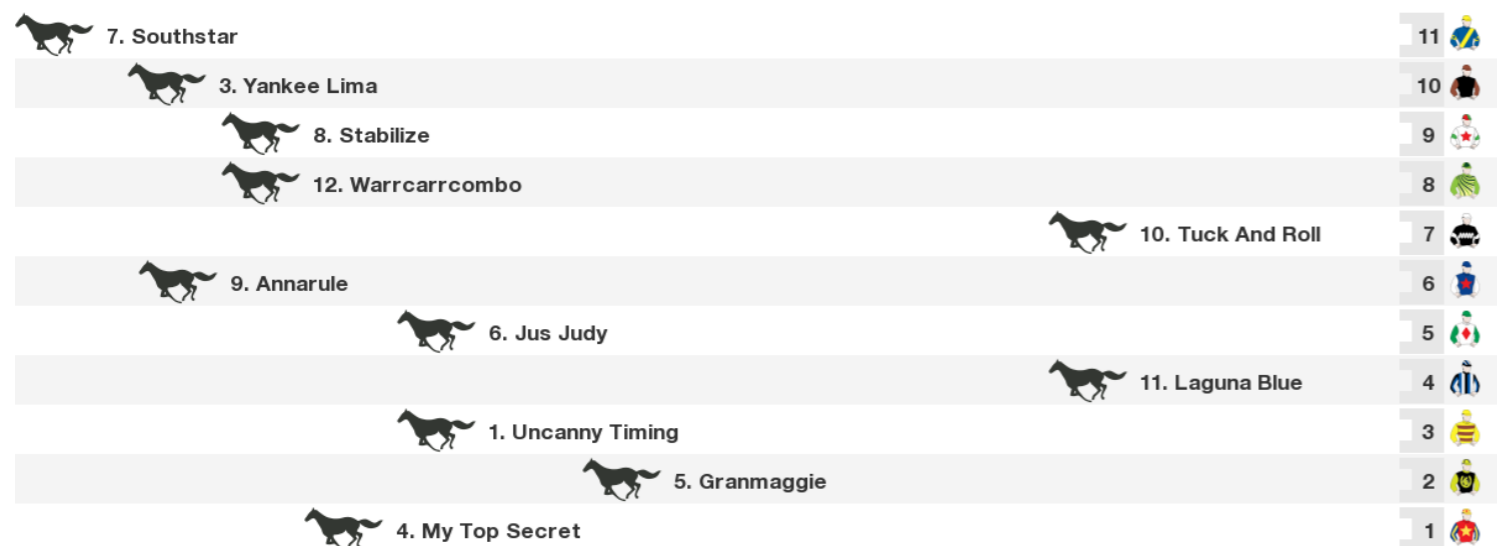 7. Southstar 11
3. Yankee Lima 10
8. Stabilize 9
12. Warrcarrcombo 8
10. Tuck And Roll 7
9. Annarule 6
6. Jus Judy 5
11. Laguna Blue 4
1. Uncanny Timing 3
5. Granmaggie 2
4. My Top Secret 1